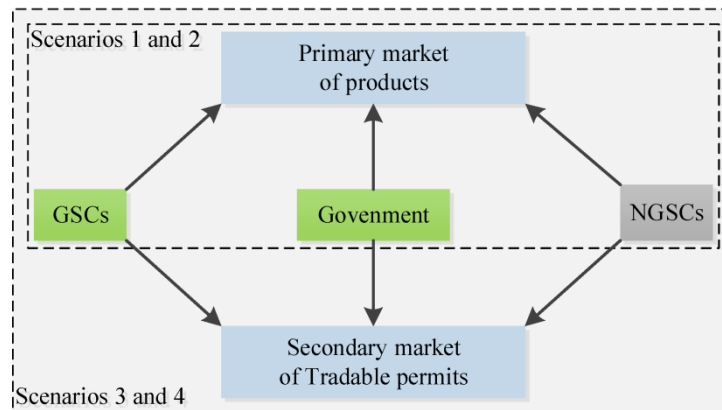 Scenarios 1 and 2
Primary market
of products
GSCs
Govenment
NGSCs
Secondary market
of Tradable permits
Scenarios 3 and 4